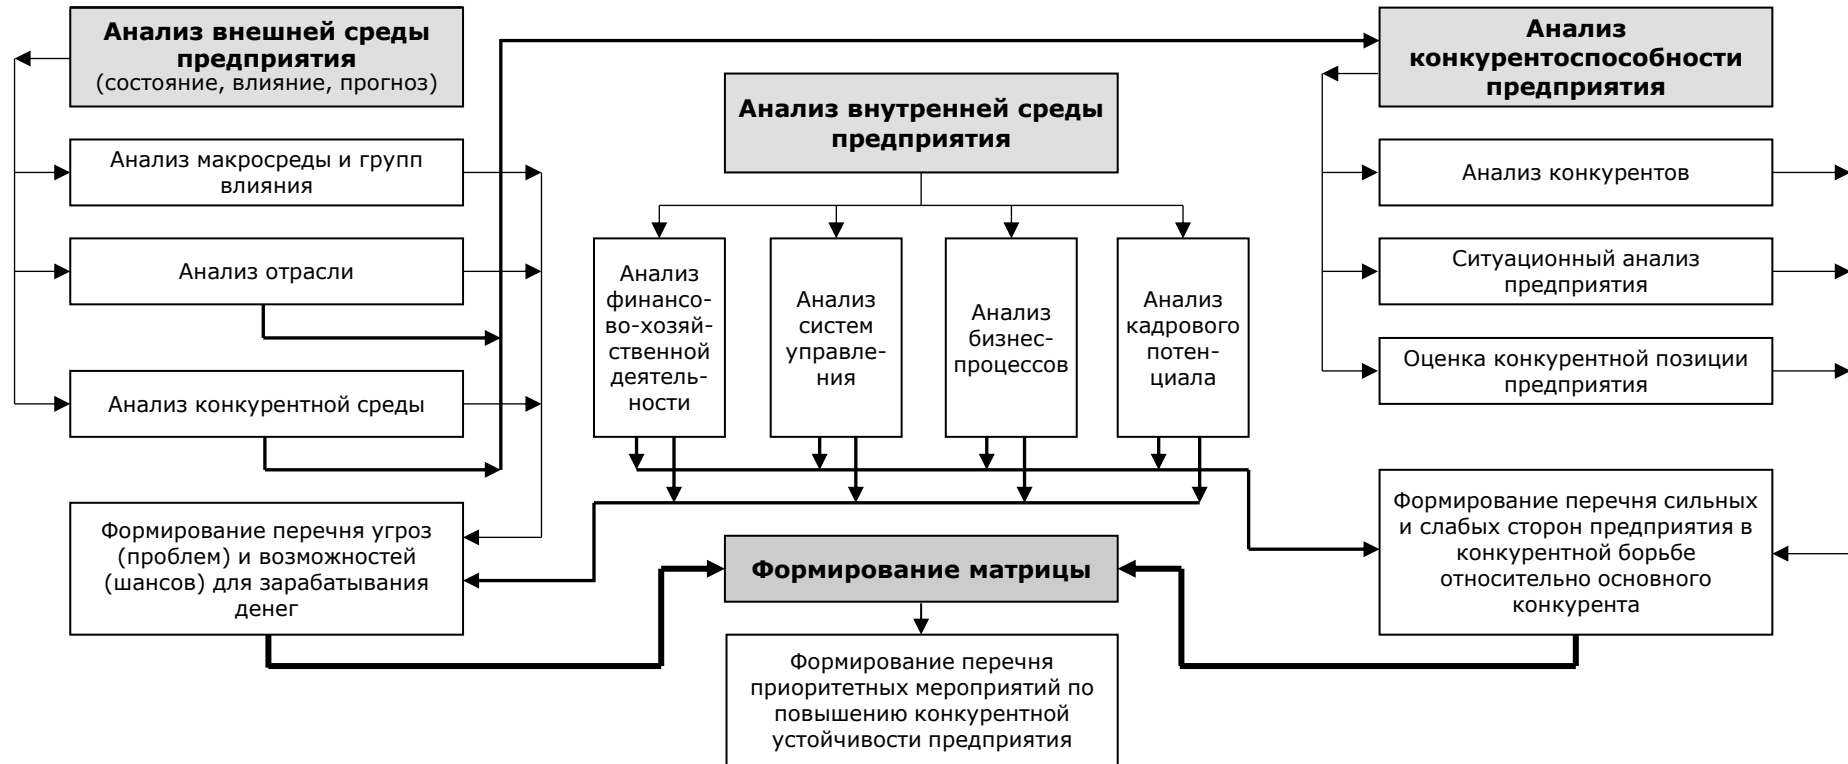 Анализ внешней среды
предприятия
(состояние, влияние, прогноз)
Анализ макросреды и групп
влияния
Анализ отрасли
Анализ конкурентной среды
Формирование перечня угроз
(проблем) и возможностей
(шансов) для зарабатывания
денег
Анализ внутренней среды
предприятия
Анализ
финансо-
во-хозяй-
ственной
деятель-
ности
Анализ
систем
управле-
ния
Анализ
бизнес-
процессов
Анализ
кадрового
потен-
циала
Формирование матрицы
Формирование перечня
приоритетных мероприятий по
повышению конкурентной
устойчивости предприятия
Анализ
конкурентоспособности
предприятия
Анализ конкурентов
Ситуационный анализ
предприятия
Оценка конкурентной позиции
предприятия
Формирование перечня сильных
и слабых сторон предприятия в
конкурентной борьбе
относительно основного
конкурента